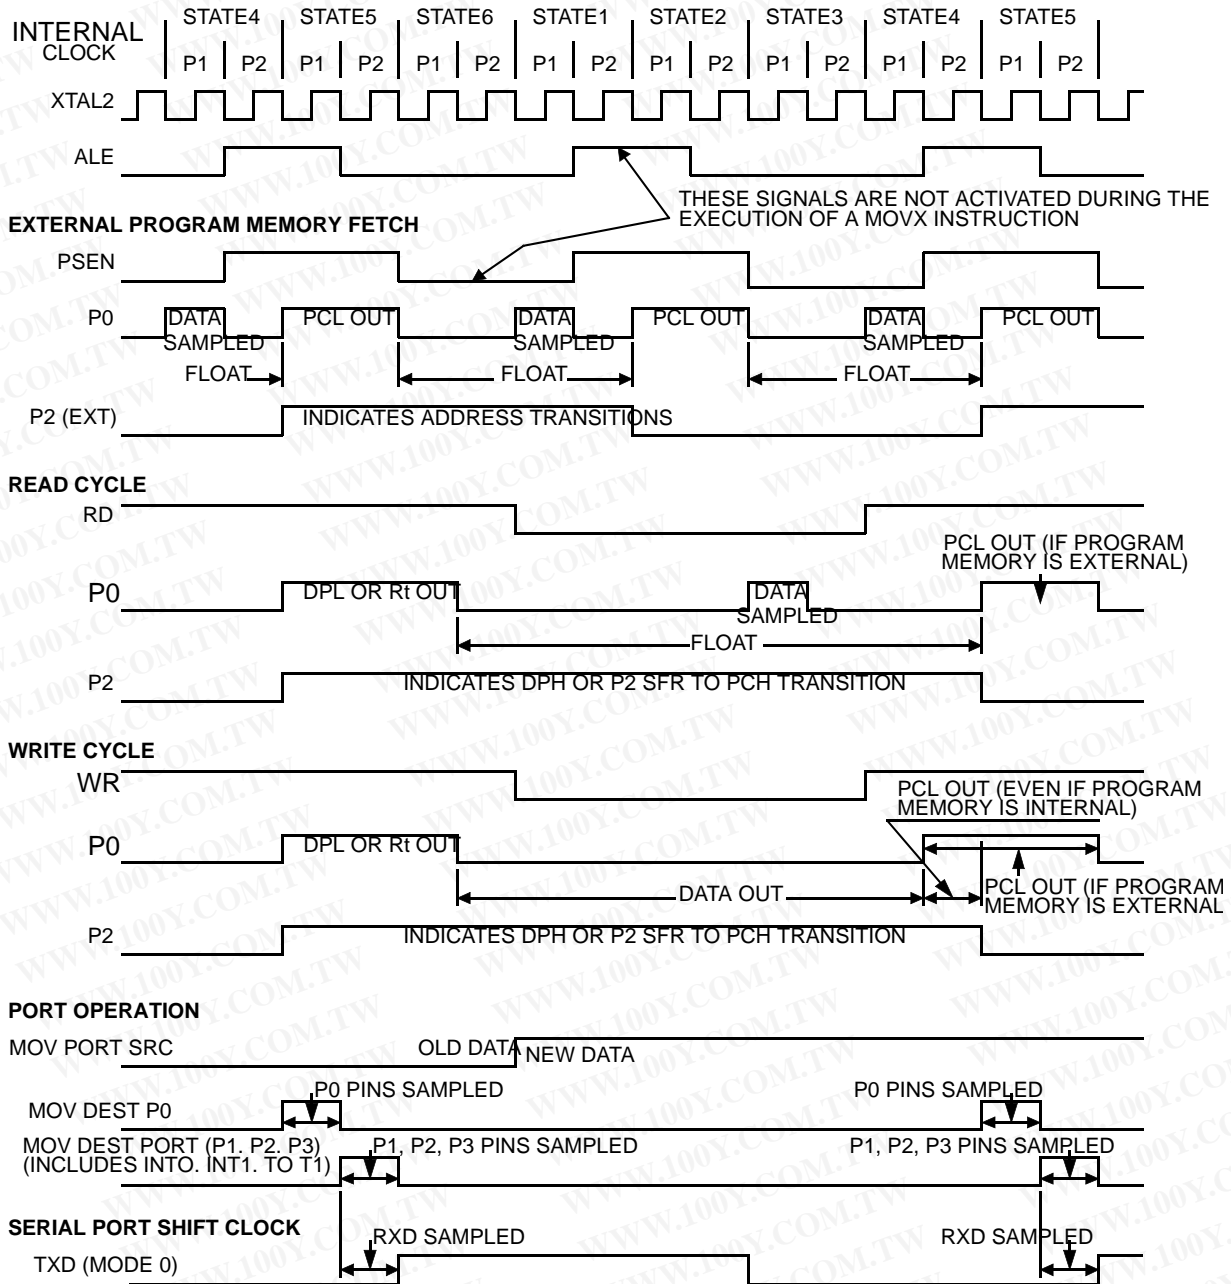 STATE4 STATE5 STATE6 STATE1 STATE2 STATE3 STATE4 STATE5
INTERNAL
CLOCK
P1 P2 P1 P2 P1 P2 P1 P2 P1 P2 P1 P2 P1 P2 P1 P2
XTAL2
ALE
THESE SIGNALS ARE NOT ACTIVATED DURING THE
EXECUTION OF A MOVX INSTRUCTION
EXTERNAL PROGRAM MEMORY FETCH
PSEN
P0 DATA PCL OUT DATA PCL OUT DATA PCL OUT
SAMPLED SAMPLED SAMPLED
FLOAT FLOAT FLOAT
P2 (EXT) INDICATES ADDRESS TRANSITIONS
READ CYCLE
RD
PCL OUT (IF PROGRAM
MEMORY IS EXTERNAL)
P0 DPL OR Rt OUT DATA
SAMPLED
FLOAT
P2 INDICATES DPH OR P2 SFR TO PCH TRANSITION
WRITE CYCLE
WR
PCL OUT (EVEN IF PROGRAM
MEMORY IS INTERNAL)
P0 DPL OR Rt OUT
DATA OUT PCL OUT (IF PROGRAM
MEMORY IS EXTERNAL
P2 INDICATES DPH OR P2 SFR TO PCH TRANSITION
PORT OPERATION
MOV PORT SRC OLD DATA NEW DATA
P0 PINS SAMPLED P0 PINS SAMPLED
MOV DEST P0
MOV DEST PORT (P1. P2. P3) P1, P2, P3 PINS SAMPLED P1, P2, P3 PINS SAMPLED
(INCLUDES INTO. INT1. TO T1)
SERIAL PORT SHIFT CLOCK
RXD SAMPLED RXD SAMPLED
TXD (MODE 0)
WWW.100Y.COM.TW